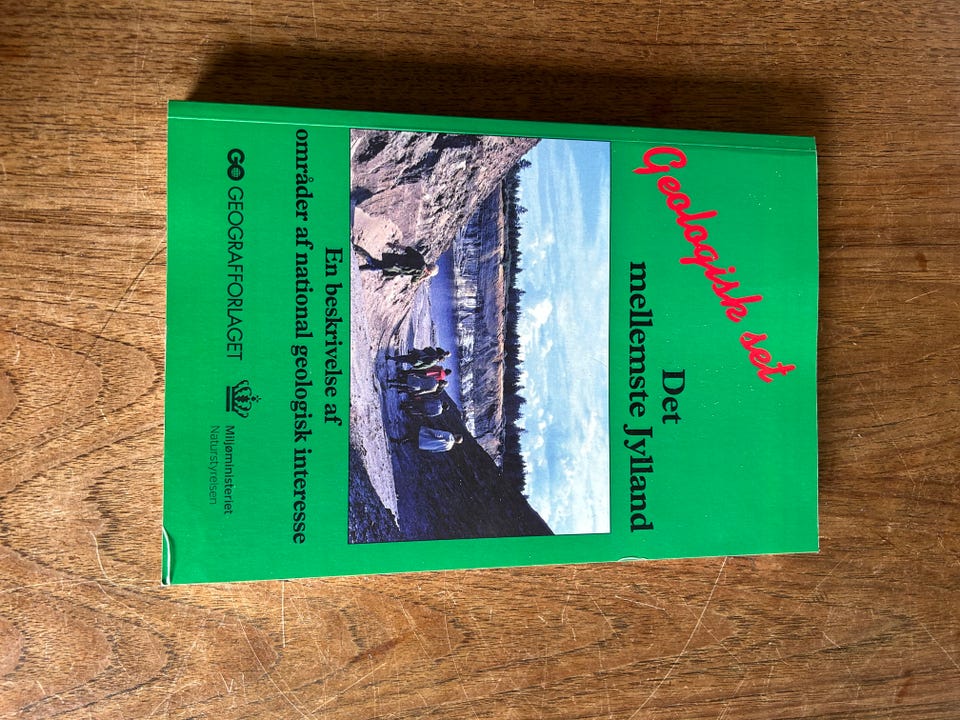 Geologisk set
Det
mellemste Jylland
En beskrivelse af
områder af national geologisk interesse
GO GEOGRAFFORLAGET
Miljøministeriet
Naturstyrelsen